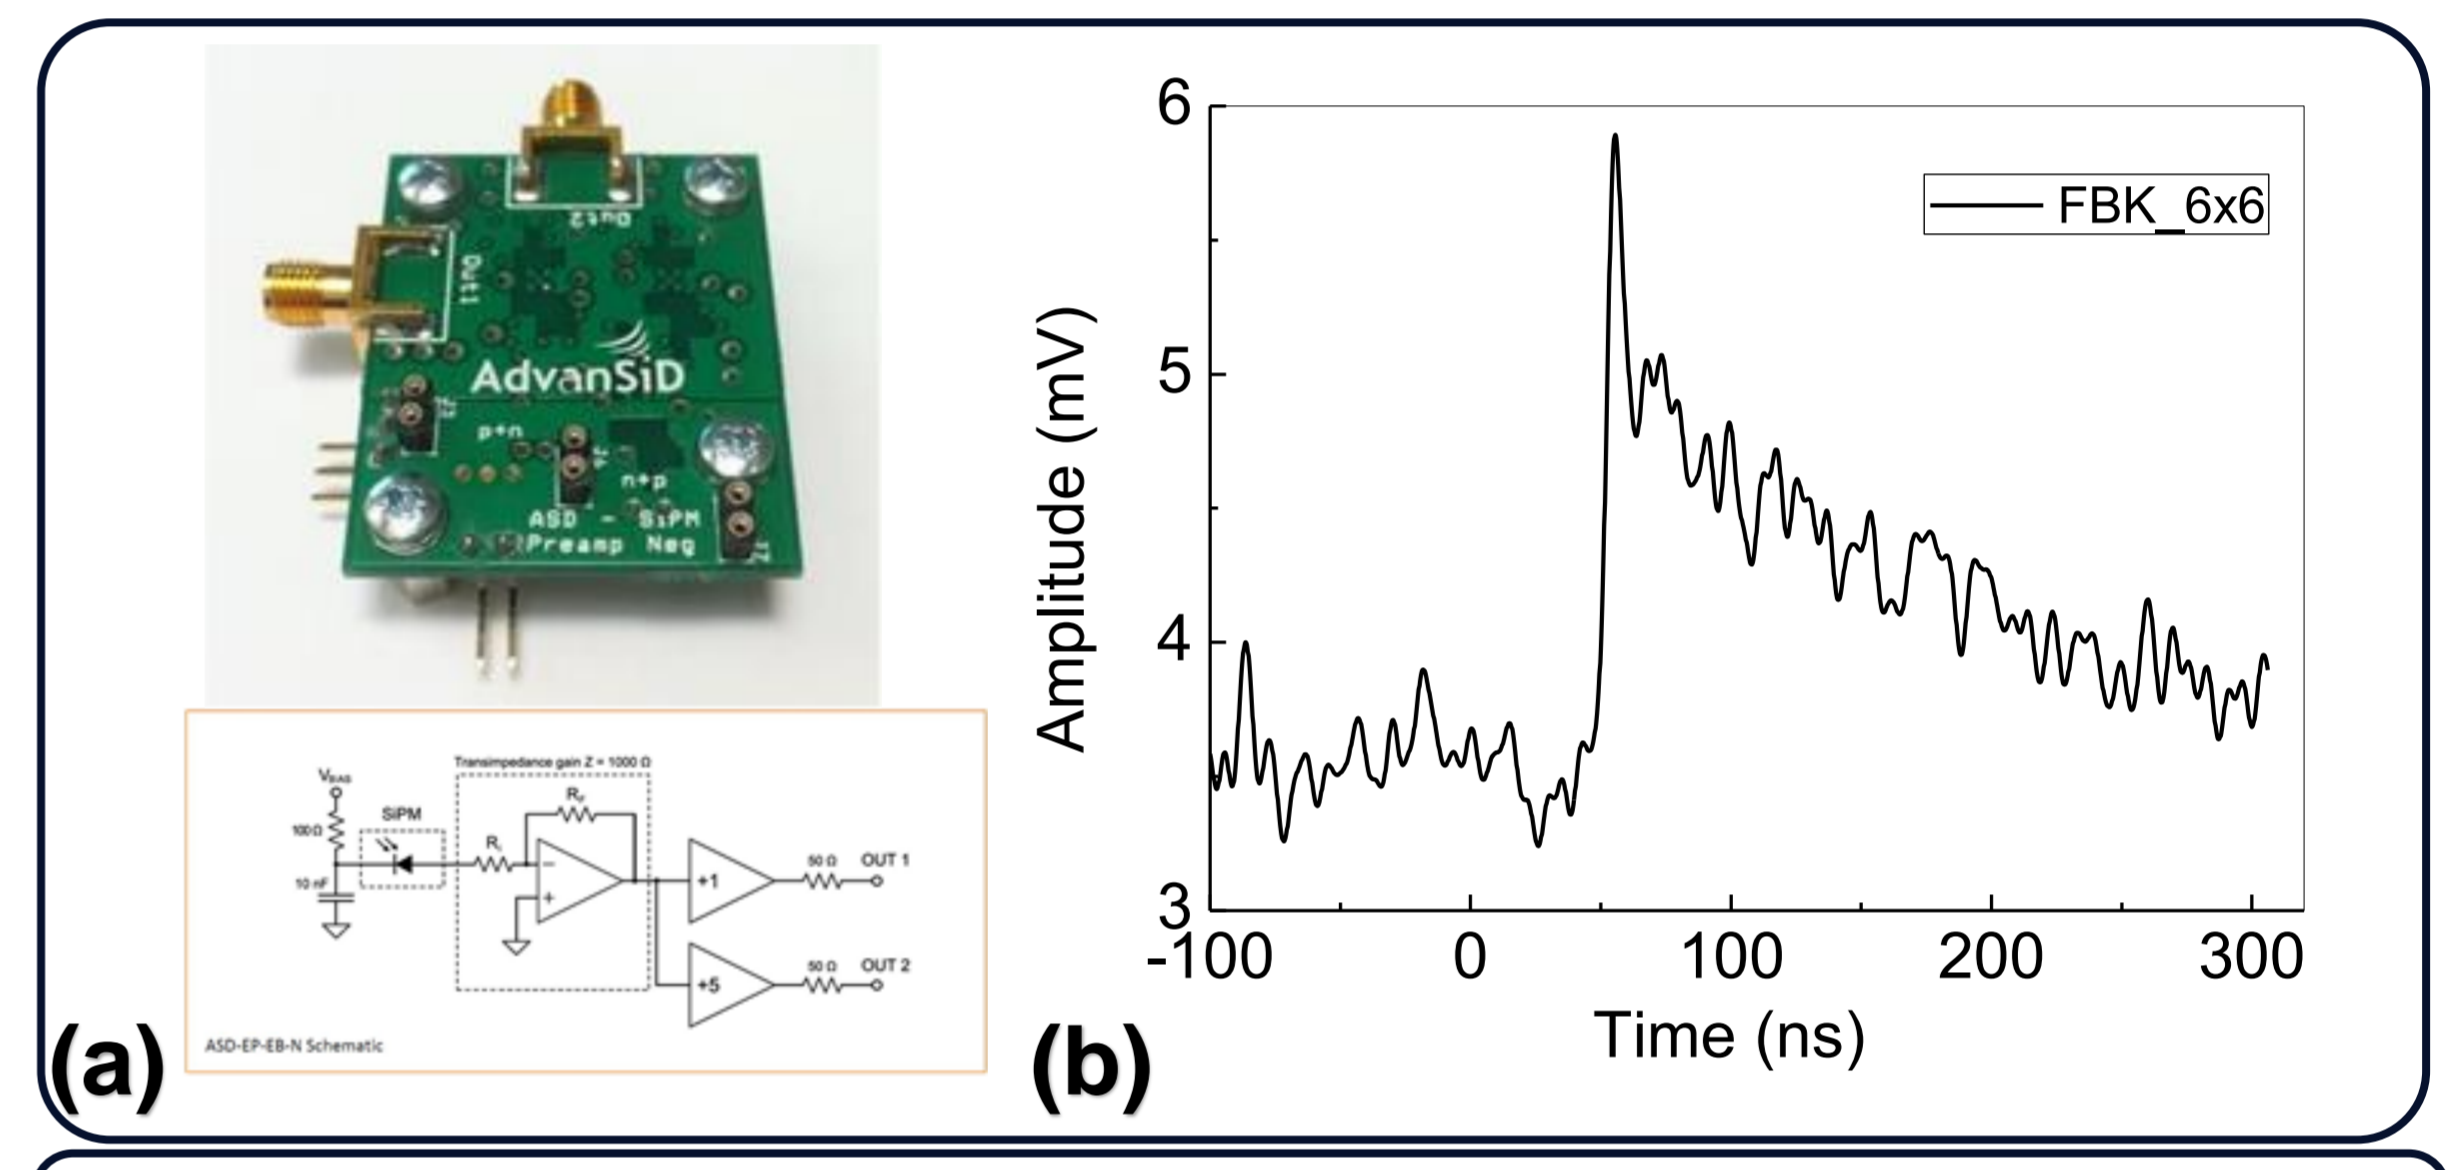 Out2
Out1
AdvanSiD
p+n
n+p
ASD - SiPM
Preamp Neg
Transimpedance gain Z = 1000 Ω
VBIAS
100Ω
SiPM
10 nF
RF
-
+
+1
50 Ω OUT 1
+5
50 Ω OUT 2
ASD-EP-EB-N Schematic
(a)
6
5
4
3
Amplitude (mV)
FBK_6x6
-100 0 100 200 300
Time (ns)
(b)